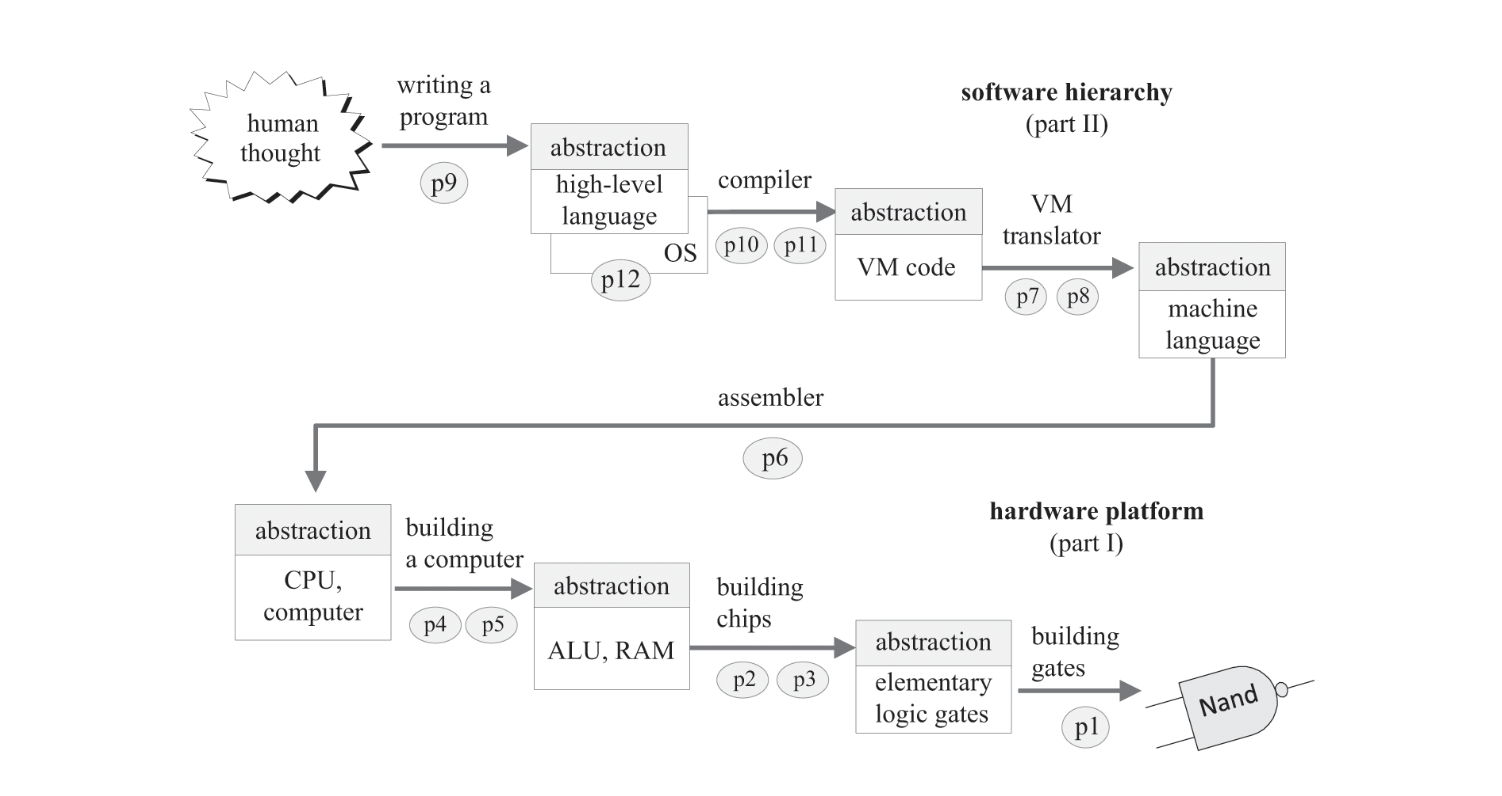 human
thought
writing a
program
p9
abstraction
high-level
language
OS
p12
compiler
p10 p11
abstraction
VM code
software hierarchy
(part II)
VM
translator
p7 p8
abstraction
machine
language
assembler
p6
hardware platform
(part I)
abstraction
CPU,
computer
building
a computer
p4 p5
abstraction
ALU, RAM
building
chips
p2 p3
abstraction
elementary
logic gates
building
gates
p1
Nand